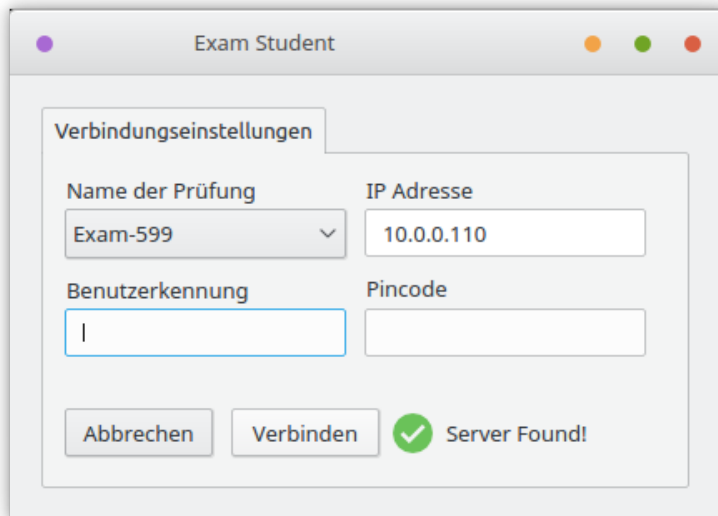 Exam Student
Verbindungseinstellungen
Name der Prüfung IP Adresse
Exam-599 10.0.0.110
Benutzerkennung Pincode
Abbrechen Verbinden Server Found!